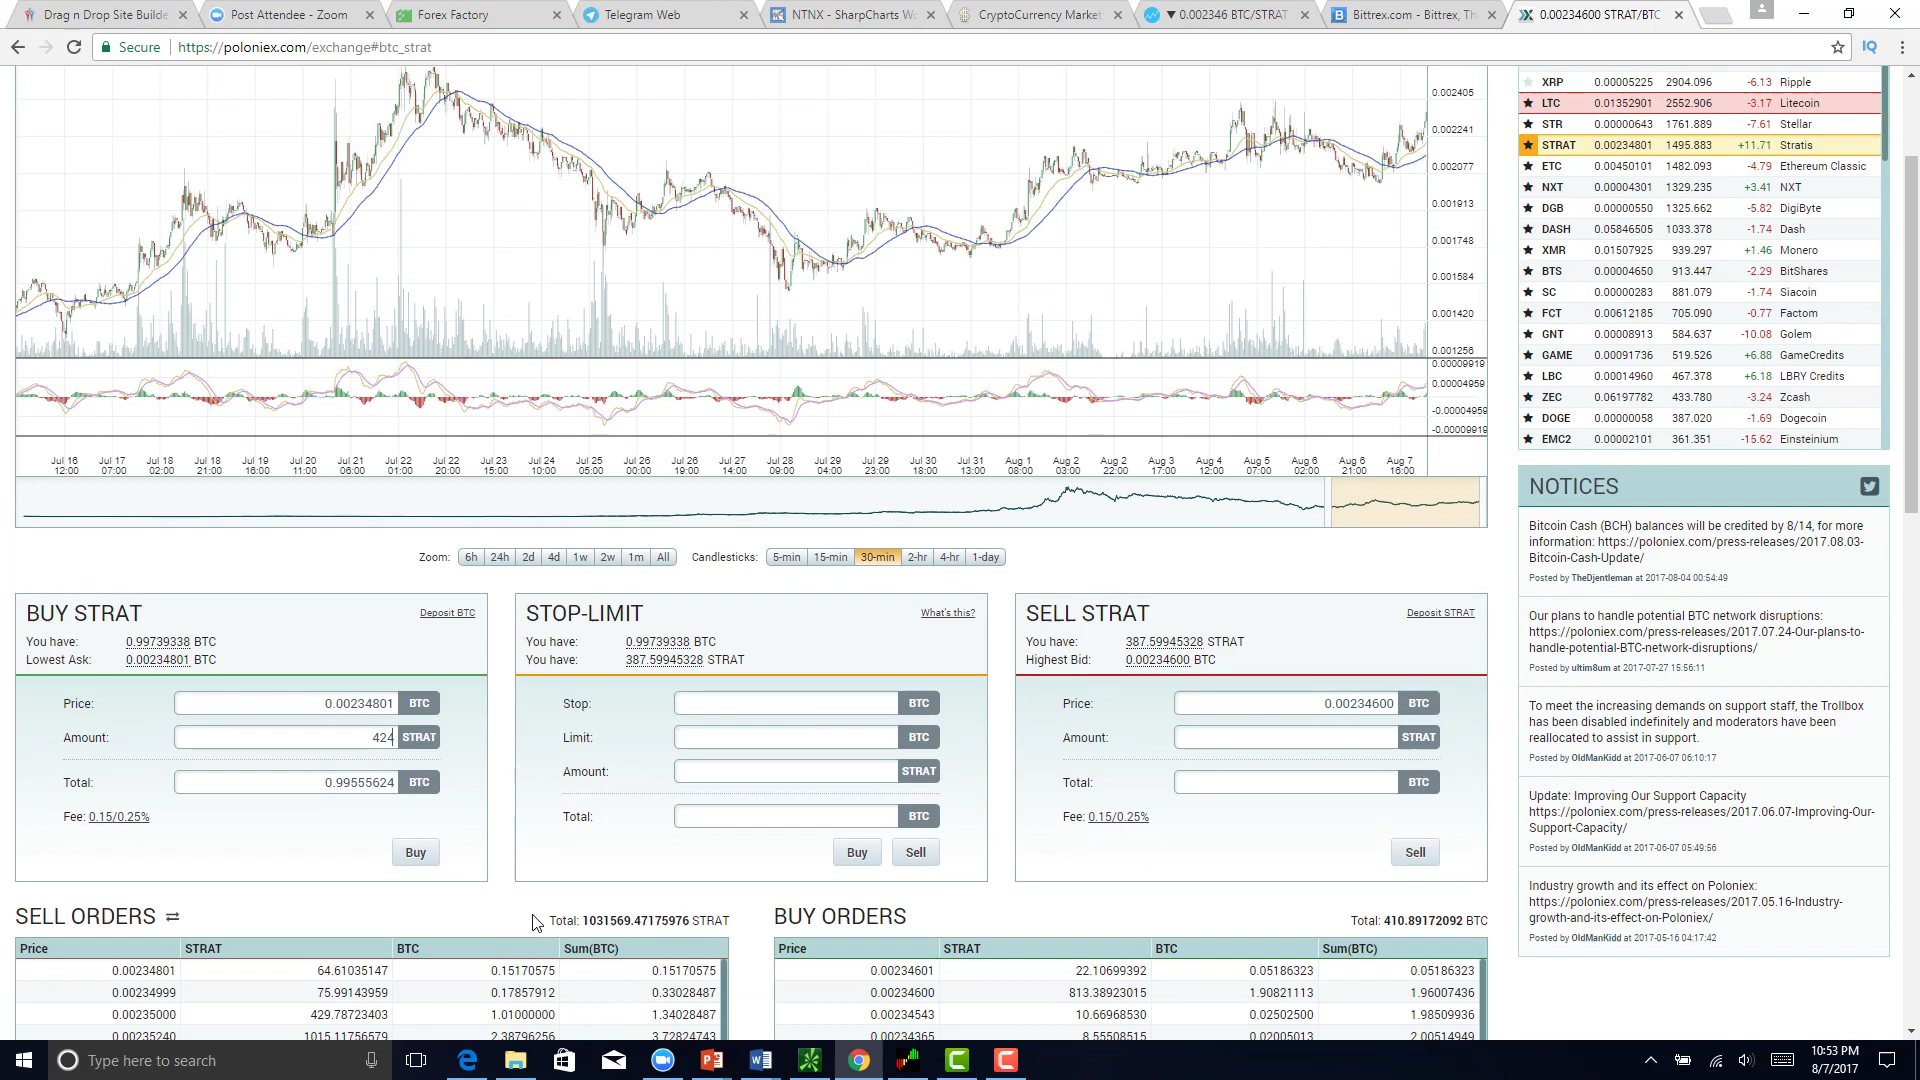 Drag n Drop Site Builde
Post Attendee - Zoom
Forex Factory
Telegram Web
NTNX - SharpCharts Wo
CryptoCurrency Market
▼ 0.002346 BTC/STRAT
Bittrex.com - Bittrex, The
0.00234600 STRAT/BTC
Secure | https://poloniex.com/exchange#btc_strat
IQ
0.002405
0.002241
0.002077
0.001913
0.001748
0.001584
0.001420
0.001256
0.00009919
0.00004959
-0.00004959
-0.00009919
Jul 16 12:00
Jul 17 07:00
Jul 18 02:00
Jul 18 21:00
Jul 19 16:00
Jul 20 11:00
Jul 21 06:00
Jul 22 01:00
Jul 22 20:00
Jul 23 15:00
Jul 24 10:00
Jul 25 05:00
Jul 26 00:00
Jul 26 19:00
Jul 27 14:00
Jul 28 09:00
Jul 29 04:00
Jul 29 23:00
Jul 30 18:00
Jul 31 13:00
Aug 1 08:00
Aug 2 03:00
Aug 2 22:00
Aug 3 17:00
Aug 4 12:00
Aug 5 07:00
Aug 6 02:00
Aug 6 21:00
Aug 7 16:00
Zoom: 6h 24h 2d 4d 1w 2w 1m All Candlesticks: 5-min 15-min 30-min 2-hr 4-hr 1-day
BUY STRAT Deposit BTC
You have: 0.99739338 BTC
Lowest Ask: 0.00234801 BTC
Price: 0.00234801 BTC
Amount: 424 STRAT
Total: 0.99555624 BTC
Fee: 0.15/0.25%
Buy
STOP-LIMIT What's this?
You have: 0.99739338 BTC
You have: 387.59945328 STRAT
Stop: BTC
Limit: BTC
Amount: STRAT
Total: BTC
Buy Sell
SELL STRAT Deposit STRAT
You have: 387.59945328 STRAT
Highest Bid: 0.00234600 BTC
Price: 0.00234600 BTC
Amount: STRAT
Total: BTC
Fee: 0.15/0.25%
Sell
SELL ORDERS Total: 1031569.47175976 STRAT
Price STRAT BTC Sum(BTC)
0.00234801 64.61035147 0.15170575 0.15170575
0.00234999 75.99143959 0.17857912 0.33028487
0.00235000 429.78723403 1.01000000 1.34028487
0.00235240 1015.11756579 2.38796256 3.72824743
BUY ORDERS Total: 410.89172092 BTC
Price STRAT BTC Sum(BTC)
0.00234601 22.10699392 0.05186323 0.05186323
0.00234600 813.38923015 1.90821113 1.96007436
0.00234543 10.66968530 0.02502500 1.98509936
0.00234365 8.55508515 0.02005013 2.00514949
XRP 0.00005225 2904.096 -6.13 Ripple
LTC 0.01352901 2552.906 -3.17 Litecoin
STR 0.00000643 1761.889 -7.61 Stellar
STRAT 0.00234801 1495.883 +11.71 Stratis
ETC 0.00450101 1482.093 -4.79 Ethereum Classic
NXT 0.00004301 1329.235 +3.41 NXT
DGB 0.00000550 1325.662 -5.82 DigiByte
DASH 0.05846505 1033.378 -1.74 Dash
XMR 0.01507925 939.297 +1.46 Monero
BTS 0.00004650 913.447 -2.29 BitShares
SC 0.00000283 881.079 -1.74 Siacoin
FCT 0.00612185 705.090 -0.77 Factom
GNT 0.00008913 584.637 -10.08 Golem
GAME 0.00091736 519.526 +6.88 GameCredits
LBC 0.00014960 467.378 +6.18 LBRY Credits
ZEC 0.06197782 433.780 -3.24 Zcash
DOGE 0.00000058 387.020 -1.69 Dogecoin
EMC2 0.00002101 361.351 -15.62 Einsteinium
NOTICES
Bitcoin Cash (BCH) balances will be credited by 8/14, for more
information: https://poloniex.com/press-releases/2017.08.03-
Bitcoin-Cash-Update/
Posted by TheDjentleman at 2017-08-04 00:54:49
Our plans to handle potential BTC network disruptions:
https://poloniex.com/press-releases/2017.07.24-Our-plans-to-
handle-potential-BTC-network-disruptions/
Posted by ultim8um at 2017-07-27 15:56:11
To meet the increasing demands on support staff, the Trollbox
has been disabled indefinitely and moderators have been
reallocated to assist in support.
Posted by OldManKidd at 2017-06-07 06:10:17
Update: Improving Our Support Capacity
https://poloniex.com/press-releases/2017.06.07-Improving-Our-
Support-Capacity/
Posted by OldManKidd at 2017-06-07 05:49:56
Industry growth and its effect on Poloniex:
https://poloniex.com/press-releases/2017.05.16-Industry-
growth-and-its-effect-on-Poloniex/
Posted by OldManKidd at 2017-05-16 04:17:42
Type here to search
10:53 PM
8/7/2017